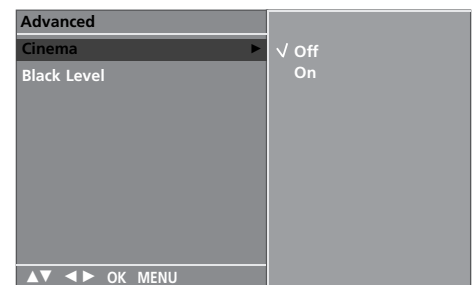 Advanced
Cinema ►
Black Level
√ Off
On
▲▼ ◄► OK MENU